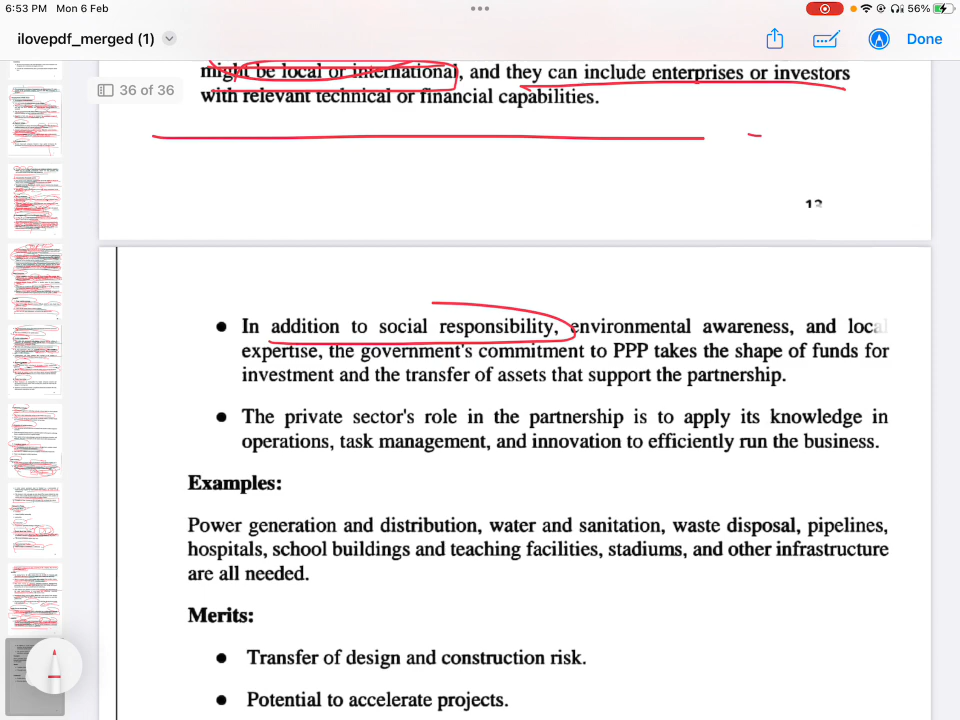 6:53 PM Mon 6 Feb
56%
ilovepdf_merged (1)
Done
36 of 36
might be local or international, and they can include enterprises or investors
with relevant technical or financial capabilities.
13
● In addition to social responsibility, environmental awareness, and local
expertise, the government's commitment to PPP takes the shape of funds for
investment and the transfer of assets that support the partnership.
● The private sector's role in the partnership is to apply its knowledge in
operations, task management, and innovation to efficiently run the business.
Examples:
Power generation and distribution, water and sanitation, waste disposal, pipelines,
hospitals, school buildings and teaching facilities, stadiums, and other infrastructure
are all needed.
Merits:
● Transfer of design and construction risk.
● Potential to accelerate projects.